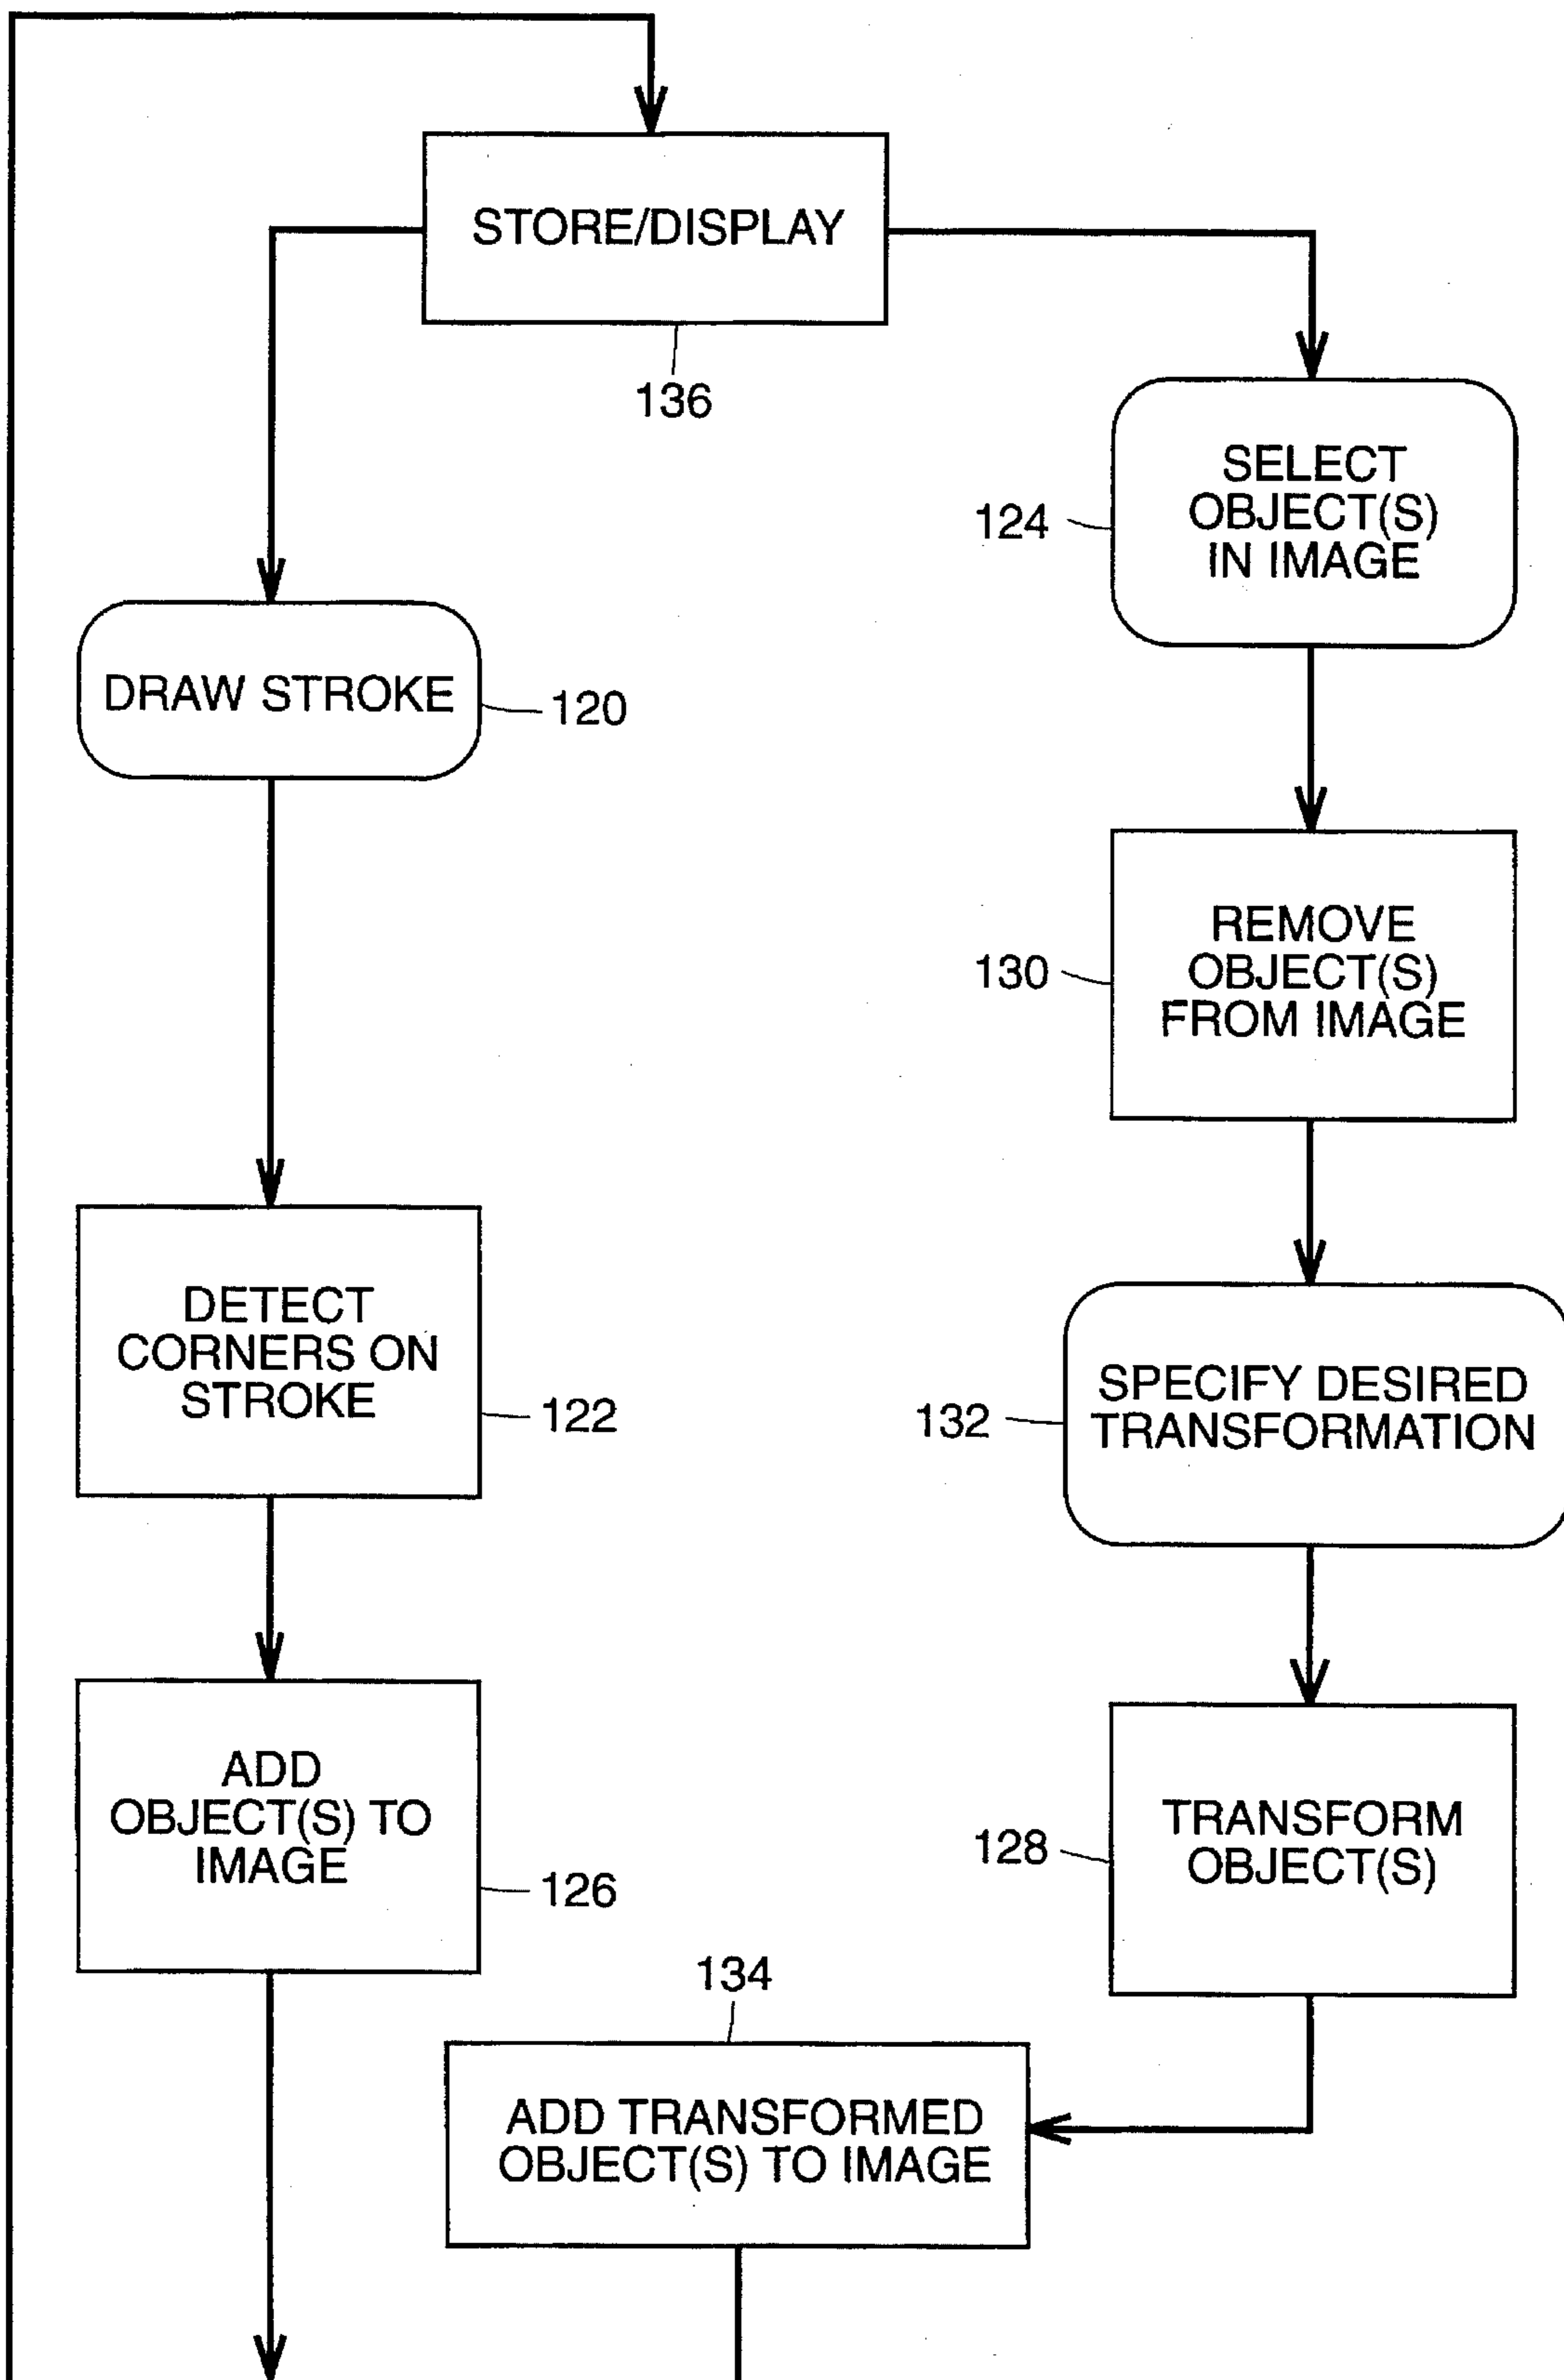 STORE/DISPLAY
136
SELECT
OBJECT(S)
IN IMAGE
124
DRAW STROKE
120
REMOVE
OBJECT(S)
FROM IMAGE
130
DETECT
CORNERS ON
STROKE
122
SPECIFY DESIRED
TRANSFORMATION
132
ADD
OBJECT(S) TO
IMAGE
126
TRANSFORM
OBJECT(S)
128
134
ADD TRANSFORMED
OBJECT(S) TO IMAGE